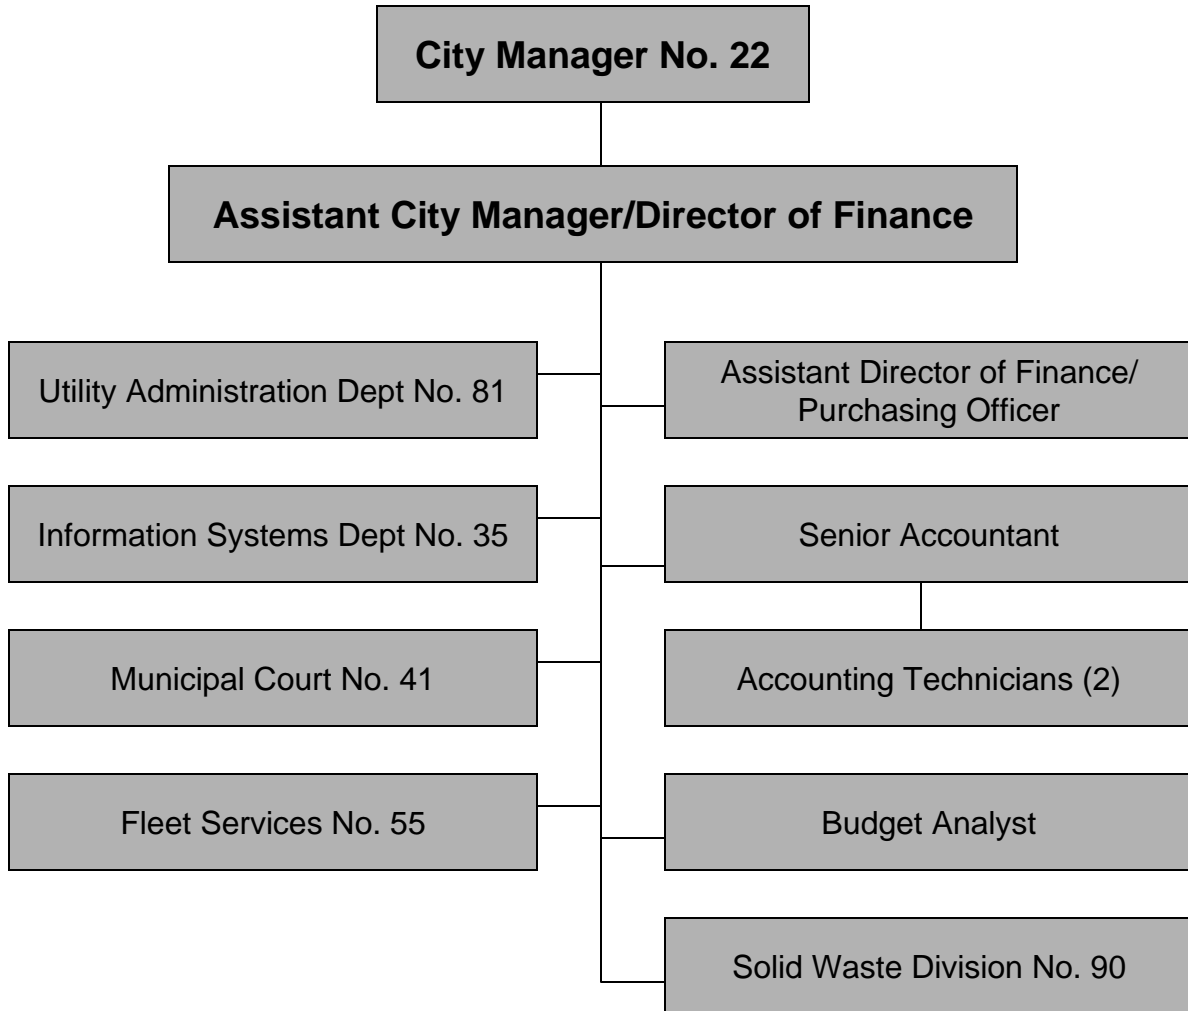 City Manager No. 22
Assistant City Manager/Director of Finance
Utility Administration Dept No. 81
Assistant Director of Finance/
Purchasing Officer
Information Systems Dept No. 35
Senior Accountant
Municipal Court No. 41
Accounting Technicians (2)
Fleet Services No. 55
Budget Analyst
Solid Waste Division No. 90